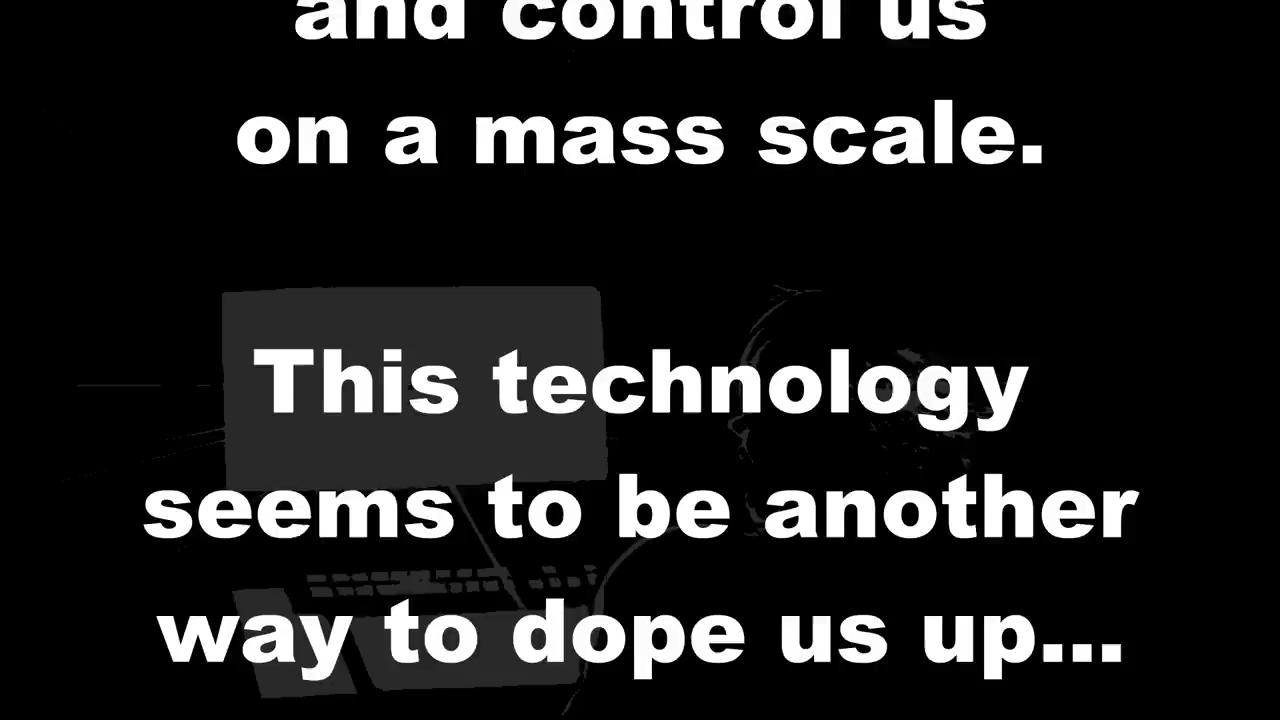 and control us
on a mass scale.
This technology
seems to be another
way to dope us up...